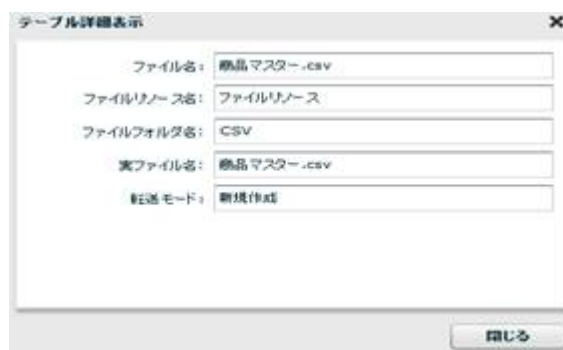 テーブル詳細表示
ファイル名: 商品マスター.csv
ファイルリソース名: ファイルリソース
ファイルフォルダ名: CSV
実ファイル名: 商品マスター.csv
転送モード: 新規作成
閉じる